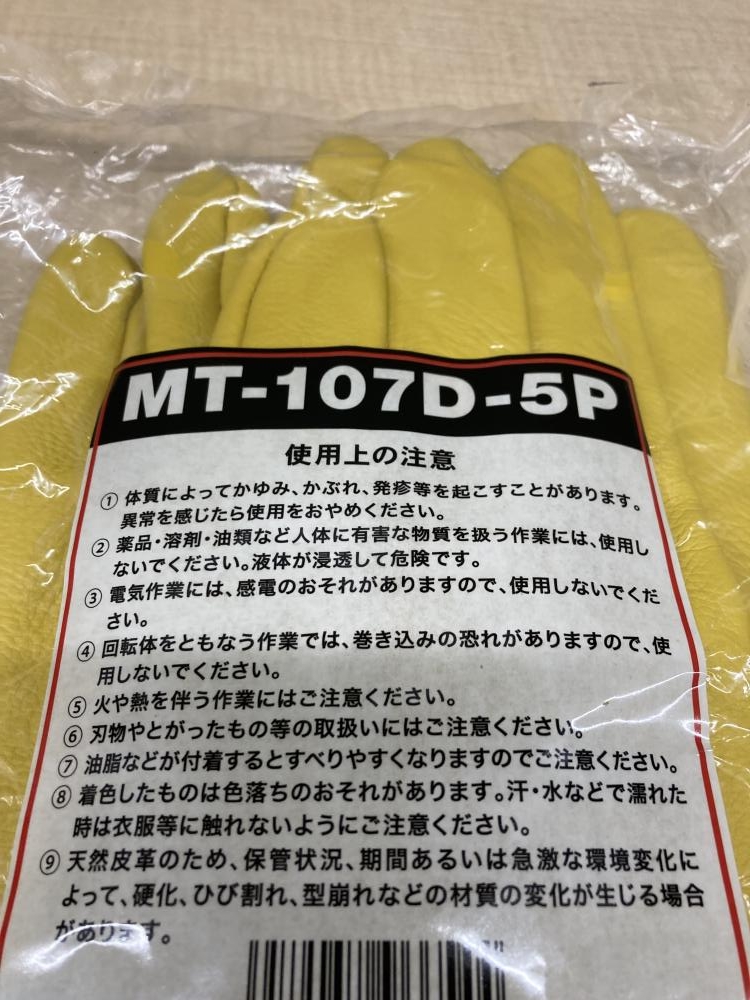 MT-107D-5P
使用上の注意
① 体質によってかゆみ、かぶれ、発疹等を起こすことがあります。
異常を感じたら使用をおやめください。
② 薬品・溶剤・油類など人体に有害な物質を扱う作業には、使用し
ないでください。液体が浸透して危険です。
③ 電気作業には、感電のおそれがありますので、使用しないでくだ
さい。
④ 回転体をともなう作業では、巻き込みの恐れがありますので、使
用しないでください。
⑤ 火や熱を伴う作業にはご注意ください。
⑥ 刃物やとがったもの等の取扱いにはご注意ください。
⑦ 油脂などが付着するとすべりやすくなりますのでご注意ください。
⑧ 着色したものは色落ちのおそれがあります。汗・水などで濡れた
時は衣服等に触れないようにご注意ください。
⑨ 天然皮革のため、保管状況、期間あるいは急激な環境変化に
よって、硬化、ひび割れ、型崩れなどの材質の変化が生じる場合
があります。